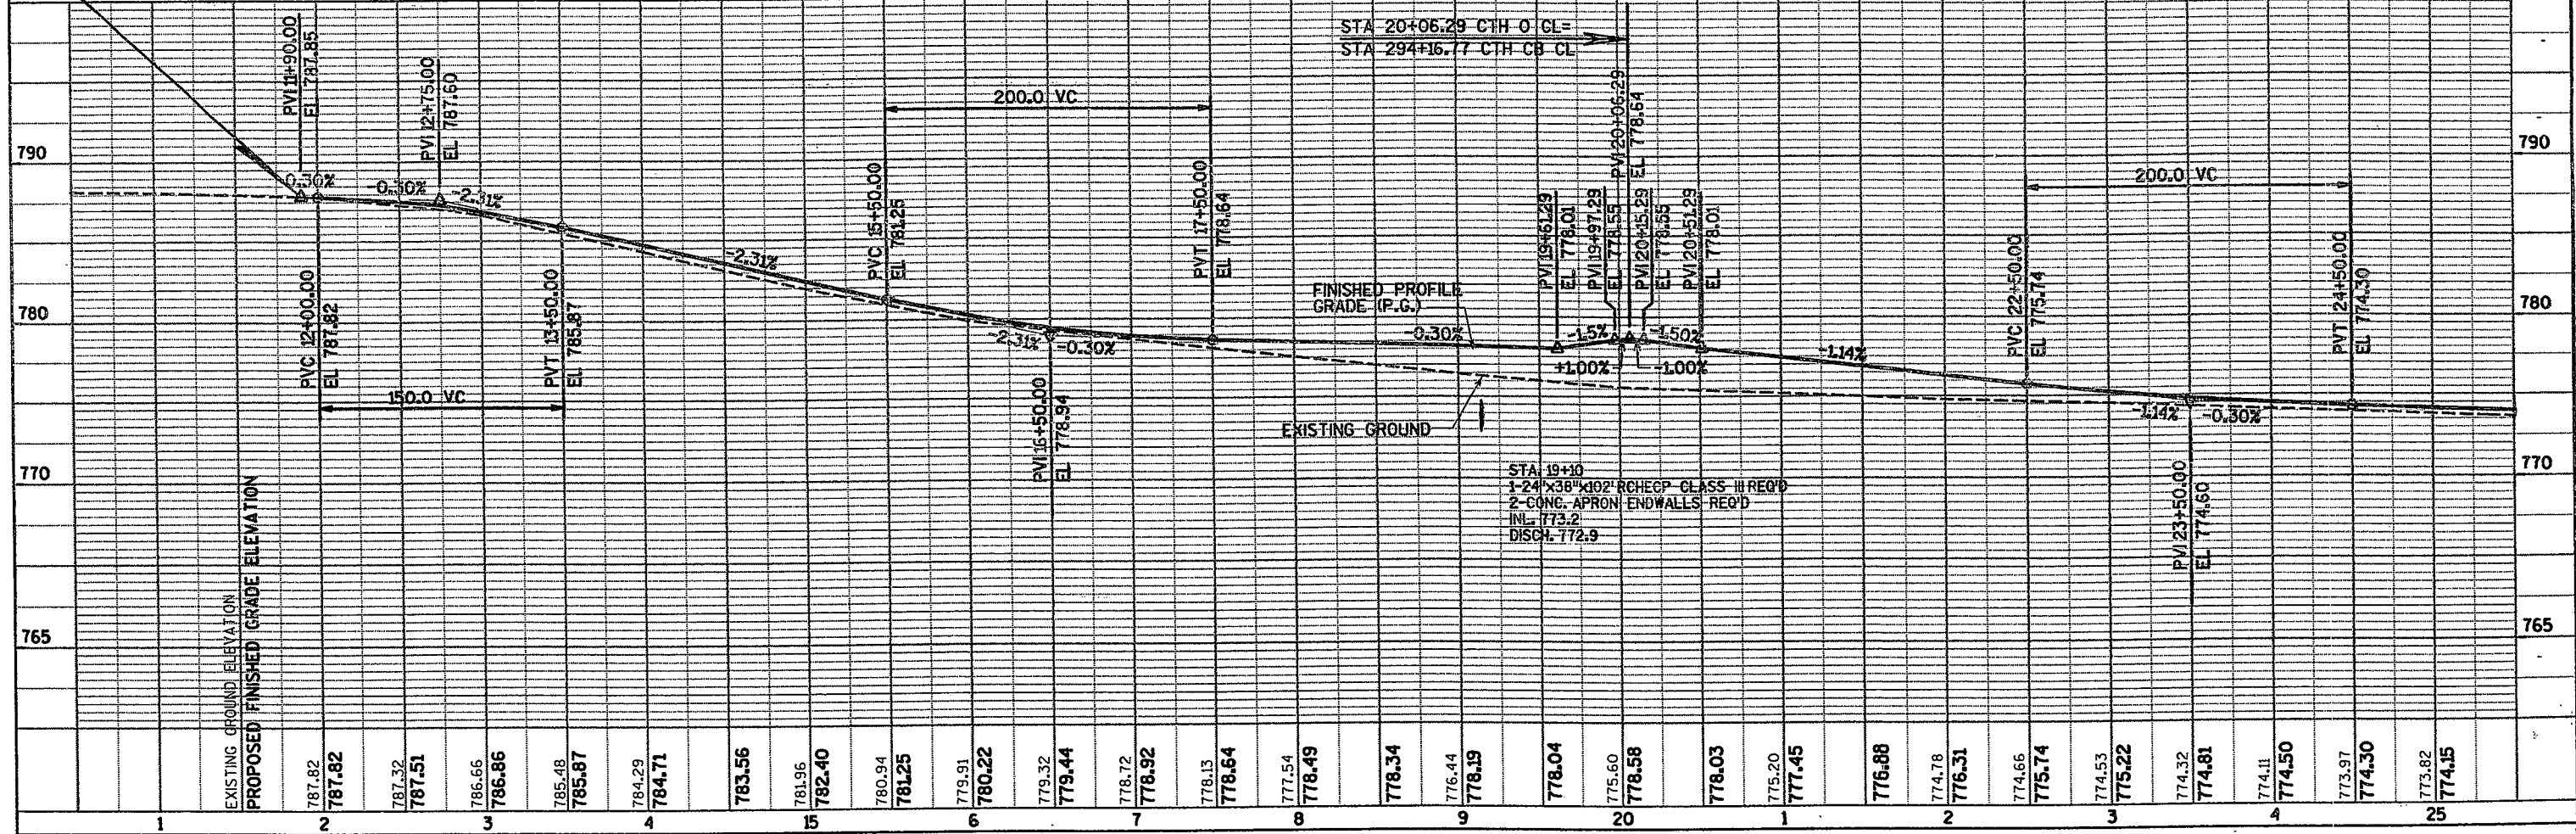 STA 20+06.29 CTH O CL=
STA 294+16.77 CTH CB CL
PVI 11+90.00
EL 787.85
PVI 12+75.00
EL 787.60
200.0 VC
PVI 20+06.29
EL 778.64
790
790
0.30%
-0.30%
-2.31%
PVC 15+50.00
EL 781.25
PVT 17+50.00
EL 778.64
PVI 19+61.29
EL 778.01
PVI 19+97.29
EL 778.55
PVI 20+15.29
EL 778.55
PVI 20+51.29
EL 778.01
200.0 VC
PVC 22+50.00
EL 775.74
PVT 24+50.00
EL 774.30
-2.31%
PVC 12+00.00
EL 787.82
PVT 13+50.00
EL 785.87
FINISHED PROFILE
GRADE (P.G.)
780
780
-2.31%
-0.30%
-0.30%
-1.5%
-1.50%
+1.00%
-1.00%
-1.14%
150.0 VC
PVI 16+50.00
EL 778.94
EXISTING GROUND
-1.14%
-0.30%
770
770
STA. 19+10
1-24"x38"x102' RCHECP CLASS III REQ'D
2-CONC. APRON ENDWALLS REQ'D
INL. 773.2
DISCH. 772.9
PVI 23+50.00
EL 774.60
765
765
EXISTING GROUND ELEVATION
PROPOSED FINISHED GRADE ELEVATION
787.82
787.82
787.32
787.51
786.66
786.86
785.48
785.87
784.29
784.71
783.56
781.96
782.40
780.94
781.25
779.91
780.22
779.32
779.44
778.72
778.92
778.13
778.64
777.54
778.49
778.34
776.44
778.19
778.04
775.60
778.58
778.03
775.20
777.45
776.88
774.78
776.31
774.66
775.74
774.53
775.22
774.32
774.81
774.11
774.50
773.97
774.30
773.82
774.15
1 2 3 4 15 6 7 8 9 20 1 2 3 4 25